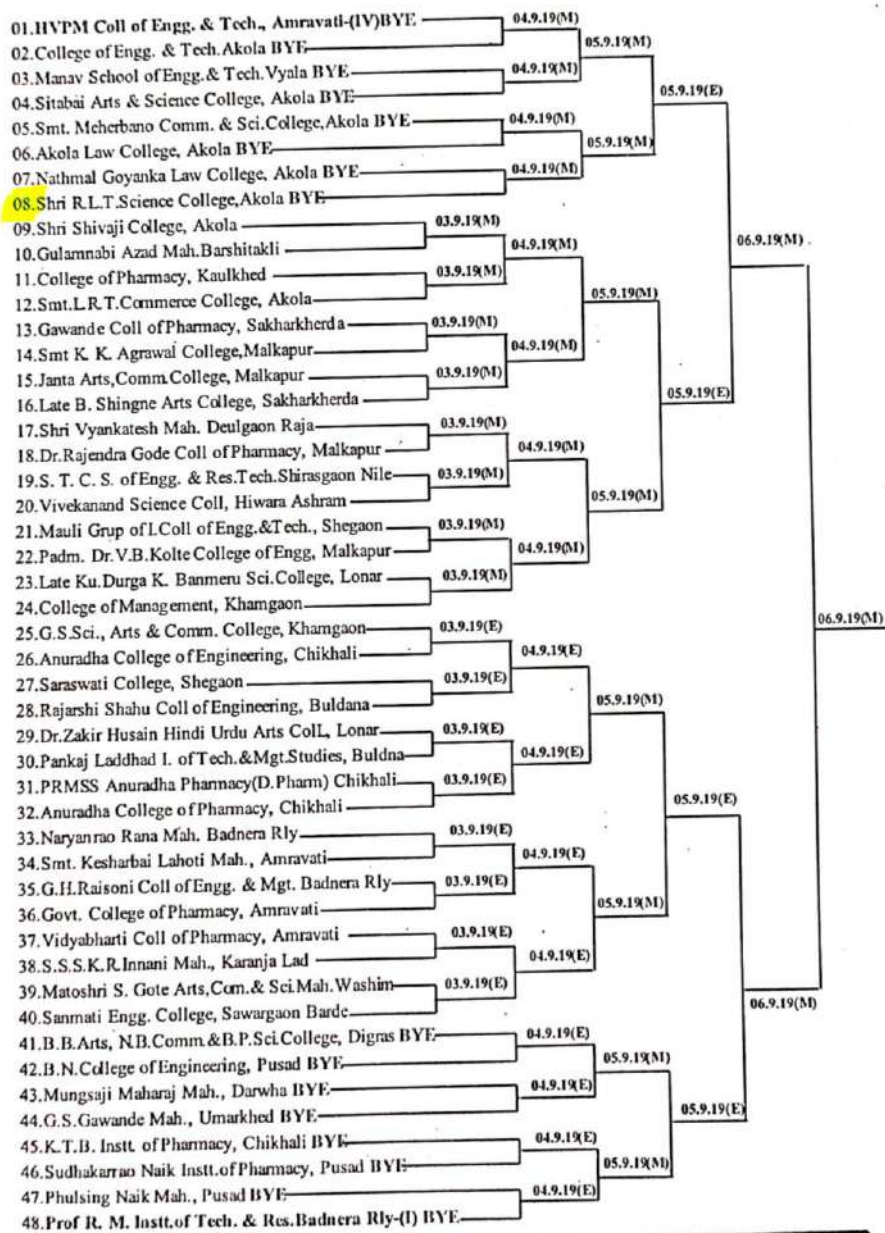 01.HVPM Coll of Engg. & Tech., Amravati-(IV)BYE
02.College of Engg. & Tech.Akola BYE
03.Manav School of Engg.& Tech.Vyala BYE
04.Sitabai Arts & Science College, Akola BYE
05.Smt. Meherbano Comm. & Sci.College,Akola BYE
06.Akola Law College, Akola BYE
07.Nathmal Goyanka Law College, Akola BYE
08.Shri R.L.T.Science College,Akola BYE
09.Shri Shivaji College, Akola
10.Gulamnabi Azad Mah.Barshitakli
11.College of Pharmacy, Kaulkhed
12.Smt.L.R.T.Commerce College, Akola
13.Gawande Coll of Pharmacy, Sakharkherda
14.Smt K. K. Agrawal College,Malkapur
15.Janta Arts,Comm.College, Malkapur
16.Late B. Shingne Arts College, Sakharkherda
17.Shri Vyankatesh Mah. Deulgaon Raja
18.Dr.Rajendra Gode Coll of Pharmacy, Malkapur
19.S. T. C. S. of Engg. & Res.Tech.Shirasgaon Nile
20.Vivekanand Science Coll, Hiwara Ashram
21.Mauli Grup of I.Coll of Engg.&Tech., Shegaon
22.Padm. Dr.V.B.Kolte College of Engg, Malkapur
23.Late Ku.Durga K. Banmeru Sci.College, Lonar
24.College of Management, Khamgaon
25.G.S.Sci., Arts & Comm. College, Khamgaon
26.Anuradha College of Engineering, Chikhali
27.Saraswati College, Shegaon
28.Rajarshi Shahu Coll of Engineering, Buldana
29.Dr.Zakir Husain Hindi Urdu Arts Coll, Lonar
30.Pankaj Laddhad I. of Tech.&Mgt.Studies, Buldna
31.PRMSS Anuradha Pharmacy(D.Pharm) Chikhali
32.Anuradha College of Pharmacy, Chikhali
33.Naryanrao Rana Mah. Badnera Rly
34.Smt. Kesharbai Lahoti Mah., Amravati
35.G.H.Raisoni Coll of Engg. & Mgt. Badnera Rly
36.Govt. College of Pharmacy, Amravati
37.Vidyabharti Coll of Pharmacy, Amravati
38.S.S.S.K.R.Innani Mah., Karanja Lad
39.Matoshri S. Gote Arts,Com.& Sci.Mah.Washim
40.Sanmati Engg. College, Sawargaon Barde
41.B.B.Arts, N.B.Comm.&B.P.Sci.College, Digras BYE
42.B.N.College of Engineering, Pusad BYE
43.Mungsaji Maharaj Mah., Darwha BYE
44.G.S.Gawande Mah., Umarkhed BYE
45.K.T.B. Instt. of Pharmacy, Chikhali BYE
46.Sudhakarrao Naik Instt.of Pharmacy, Pusad BYE
47.Phulsing Naik Mah., Pusad BYE
48.Prof R. M. Instt.of Tech. & Res.Badnera Rly-(I) BYE
03.9.19(M)
03.9.19(M)
03.9.19(M)
03.9.19(M)
03.9.19(M)
03.9.19(M)
03.9.19(M)
03.9.19(M)
03.9.19(E)
03.9.19(E)
03.9.19(E)
03.9.19(E)
03.9.19(E)
03.9.19(E)
03.9.19(E)
03.9.19(E)
04.9.19(M)
04.9.19(M)
04.9.19(M)
04.9.19(M)
04.9.19(M)
04.9.19(M)
04.9.19(M)
04.9.19(M)
04.9.19(E)
04.9.19(E)
04.9.19(E)
04.9.19(E)
04.9.19(E)
04.9.19(E)
04.9.19(E)
04.9.19(E)
05.9.19(M)
05.9.19(M)
05.9.19(M)
05.9.19(M)
05.9.19(M)
05.9.19(M)
05.9.19(M)
05.9.19(M)
05.9.19(E)
05.9.19(E)
05.9.19(E)
05.9.19(E)
06.9.19(M)
06.9.19(M)
06.9.19(M)